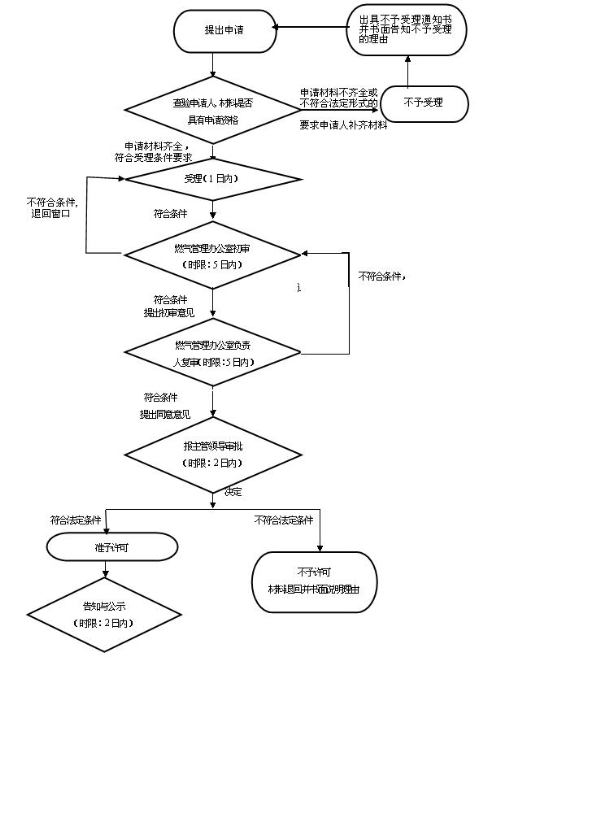 提出申请
出具不予受理通知书
并书面告知不予受理
的理由
查验申请人，材料是否
具有申请资格
申请材料不齐全或
不符合法定形式的
要求申请人补齐材料
不予受理
申请材料齐全，
符合受理条件要求
受理(1日内)
不符合条件，
退回窗口
符合条件
燃气管理办公室初审
(时限：5日内)
不符合条件，
符合条件
提出初审意见
燃气管理办公室负责
人复审(时限：5日内)
符合条件
提出同意意见
报主管领导审批
(时限：2日内)
决定
符合法定条件
不符合法定条件
准予许可
不予许可
材料退回并书面说明理由
告知与公示
(时限：2日内)